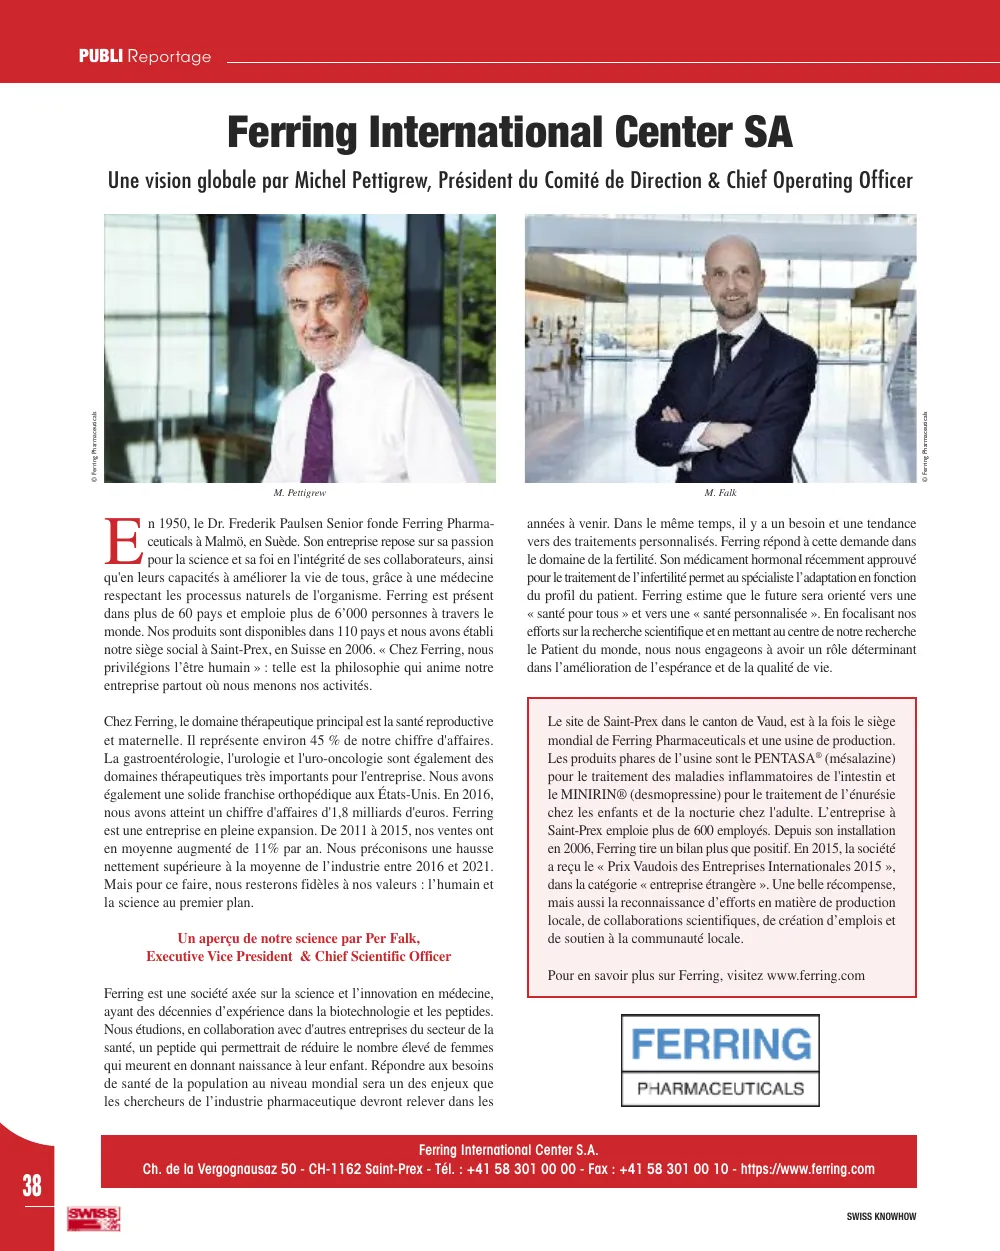 PUBLI Reportage
Ferring International Center SA
Une vision globale par Michel Pettigrew, Président du Comité de Direction & Chief Operating Officer
© Ferring Pharmaceuticals
© Ferring Pharmaceuticals
M. Pettigrew
M. Falk
En 1950, le Dr. Frederik Paulsen Senior fonde Ferring Pharma-
ceuticals à Malmö, en Suède. Son entreprise repose sur sa passion
pour la science et sa foi en l'intégrité de ses collaborateurs, ainsi
qu'en leurs capacités à améliorer la vie de tous, grâce à une médecine
respectant les processus naturels de l'organisme. Ferring est présent
dans plus de 60 pays et emploie plus de 6’000 personnes à travers le
monde. Nos produits sont disponibles dans 110 pays et nous avons établi
notre siège social à Saint-Prex, en Suisse en 2006. « Chez Ferring, nous
privilégions l’être humain » : telle est la philosophie qui anime notre
entreprise partout où nous menons nos activités.
Chez Ferring, le domaine thérapeutique principal est la santé reproductive
et maternelle. Il représente environ 45 % de notre chiffre d'affaires.
La gastroentérologie, l'urologie et l'uro-oncologie sont également des
domaines thérapeutiques très importants pour l'entreprise. Nous avons
également une solide franchise orthopédique aux États-Unis. En 2016,
nous avons atteint un chiffre d'affaires d'1,8 milliards d'euros. Ferring
est une entreprise en pleine expansion. De 2011 à 2015, nos ventes ont
en moyenne augmenté de 11% par an. Nous préconisons une hausse
nettement supérieure à la moyenne de l’industrie entre 2016 et 2021.
Mais pour ce faire, nous resterons fidèles à nos valeurs : l’humain et
la science au premier plan.
Un aperçu de notre science par Per Falk,
Executive Vice President & Chief Scientific Officer
Ferring est une société axée sur la science et l’innovation en médecine,
ayant des décennies d’expérience dans la biotechnologie et les peptides.
Nous étudions, en collaboration avec d'autres entreprises du secteur de la
santé, un peptide qui permettrait de réduire le nombre élevé de femmes
qui meurent en donnant naissance à leur enfant. Répondre aux besoins
de santé de la population au niveau mondial sera un des enjeux que
les chercheurs de l’industrie pharmaceutique devront relever dans les
années à venir. Dans le même temps, il y a un besoin et une tendance
vers des traitements personnalisés. Ferring répond à cette demande dans
le domaine de la fertilité. Son médicament hormonal récemment approuvé
pour le traitement de l’infertilité permet au spécialiste l’adaptation en fonction
du profil du patient. Ferring estime que le future sera orienté vers une
« santé pour tous » et vers une « santé personnalisée ». En focalisant nos
efforts sur la recherche scientifique et en mettant au centre de notre recherche
le Patient du monde, nous nous engageons à avoir un rôle déterminant
dans l’amélioration de l’espérance et de la qualité de vie.
Le site de Saint-Prex dans le canton de Vaud, est à la fois le siège
mondial de Ferring Pharmaceuticals et une usine de production.
Les produits phares de l’usine sont le PENTASA® (mésalazine)
pour le traitement des maladies inflammatoires de l'intestin et
le MINIRIN® (desmopressine) pour le traitement de l’énurésie
chez les enfants et de la nocturie chez l'adulte. L’entreprise à
Saint-Prex emploie plus de 600 employés. Depuis son installation
en 2006, Ferring tire un bilan plus que positif. En 2015, la société
a reçu le « Prix Vaudois des Entreprises Internationales 2015 »,
dans la catégorie « entreprise étrangère ». Une belle récompense,
mais aussi la reconnaissance d’efforts en matière de production
locale, de collaborations scientifiques, de création d’emplois et
de soutien à la communauté locale.
Pour en savoir plus sur Ferring, visitez www.ferring.com
FERRING
PHARMACEUTICALS
Ferring International Center S.A.
Ch. de la Vergognausaz 50 - CH-1162 Saint-Prex - Tél. : +41 58 301 00 00 - Fax : +41 58 301 00 10 - https://www.ferring.com
38
SWISS
SWISS KNOWHOW